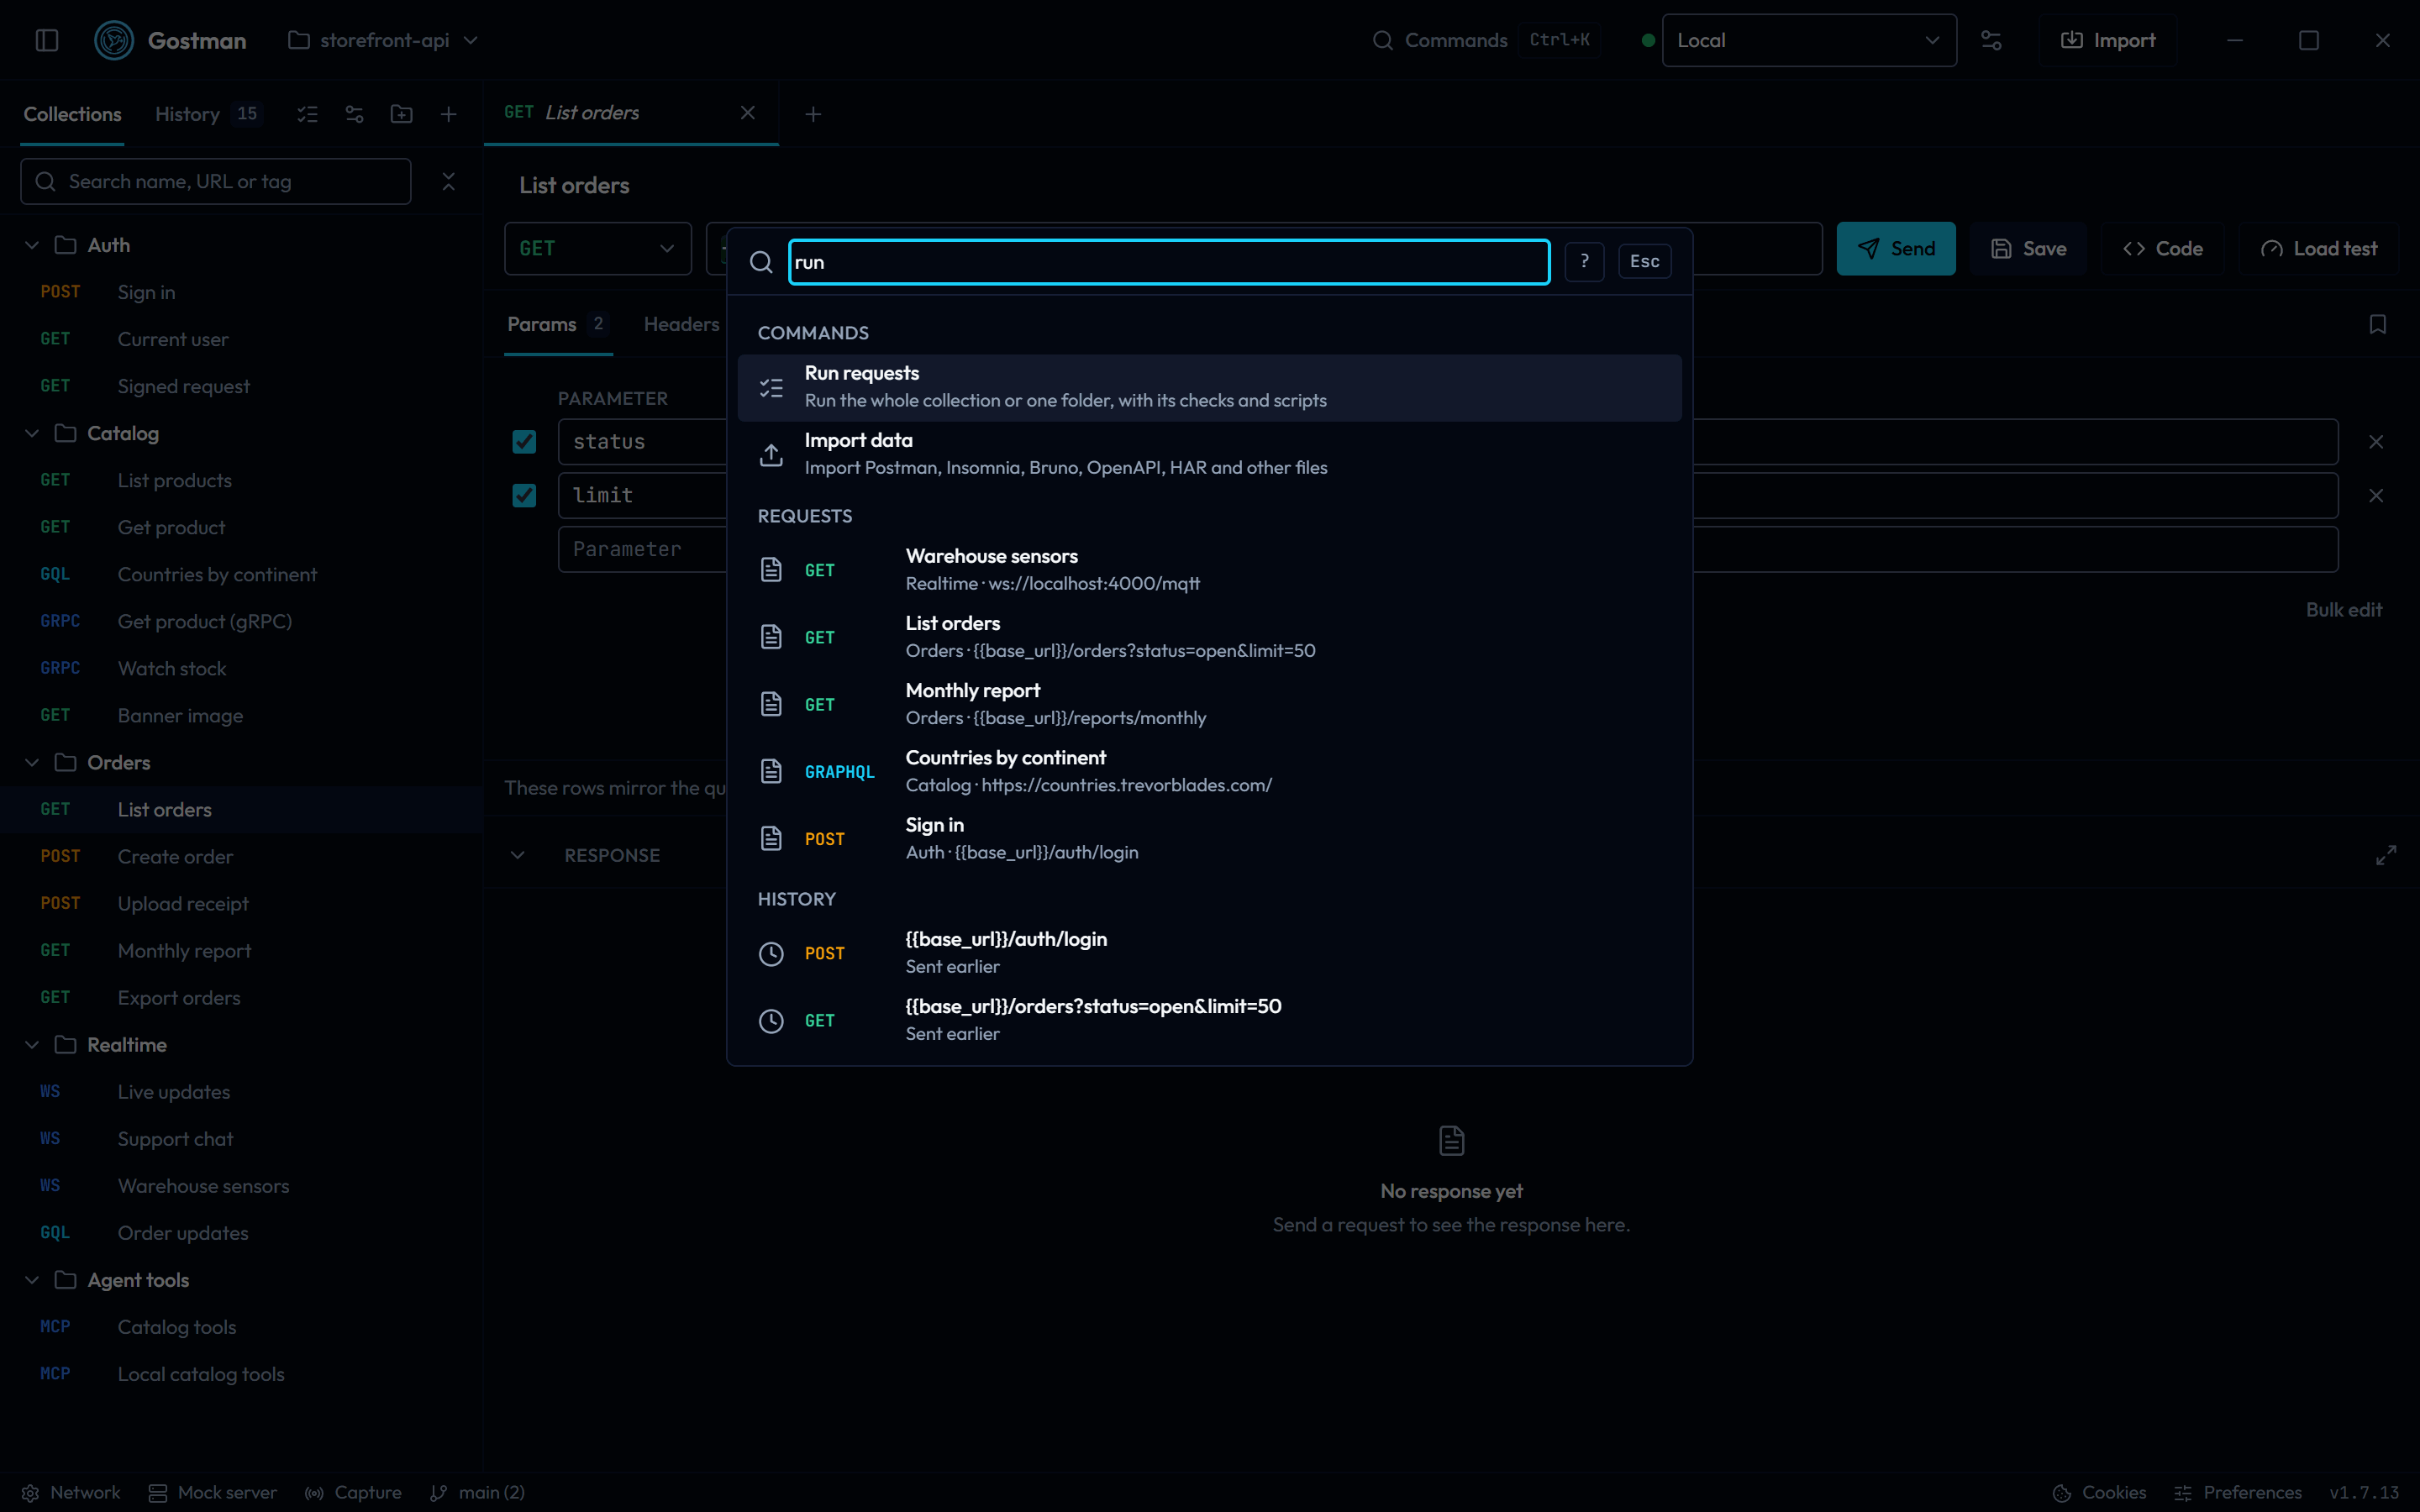 Gostman
storefront-api
Commands Ctrl+K
Local
Import
Collections
History 15
GET List orders
Search name, URL or tag
List orders
Auth
POST Sign in
GET Current user
GET Signed request
Catalog
GET List products
GET Get product
GQL Countries by continent
GRPC Get product (gRPC)
GRPC Watch stock
GET Banner image
Orders
GET List orders
POST Create order
POST Upload receipt
GET Monthly report
GET Export orders
Realtime
WS Live updates
WS Support chat
WS Warehouse sensors
GQL Order updates
Agent tools
MCP Catalog tools
MCP Local catalog tools
GET
Send
Save
Code
Load test
Params 2
Headers
PARAMETER
status
limit
Parameter
Bulk edit
These rows mirror the qu
RESPONSE
run
?
Esc
COMMANDS
Run requests
Run the whole collection or one folder, with its checks and scripts
Import data
Import Postman, Insomnia, Bruno, OpenAPI, HAR and other files
REQUESTS
GET Warehouse sensors
Realtime · ws://localhost:4000/mqtt
GET List orders
Orders · {{base_url}}/orders?status=open&limit=50
GET Monthly report
Orders · {{base_url}}/reports/monthly
GRAPHQL Countries by continent
Catalog · https://countries.trevorblades.com/
POST Sign in
Auth · {{base_url}}/auth/login
HISTORY
POST {{base_url}}/auth/login
Sent earlier
GET {{base_url}}/orders?status=open&limit=50
Sent earlier
No response yet
Send a request to see the response here.
Network
Mock server
Capture
main (2)
Cookies
Preferences
v1.7.13